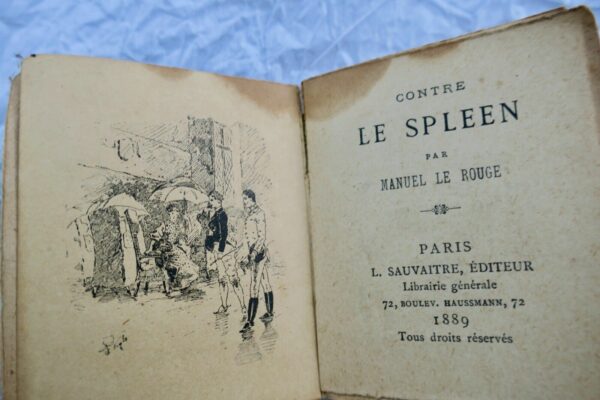 CONTRE
LE SPLEEN
PAR
MANUEL LE ROUGE
PARIS
L. SAUVAITRE, ÉDITEUR
Librairie générale
72, BOULEV. HAUSSMANN, 72
1889
Tous droits réservés